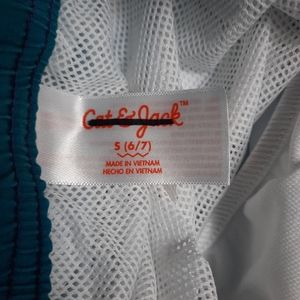 Cat & Jack™
S (6/7)
MADE IN VIETNAM
HECHO EN VIETNAM